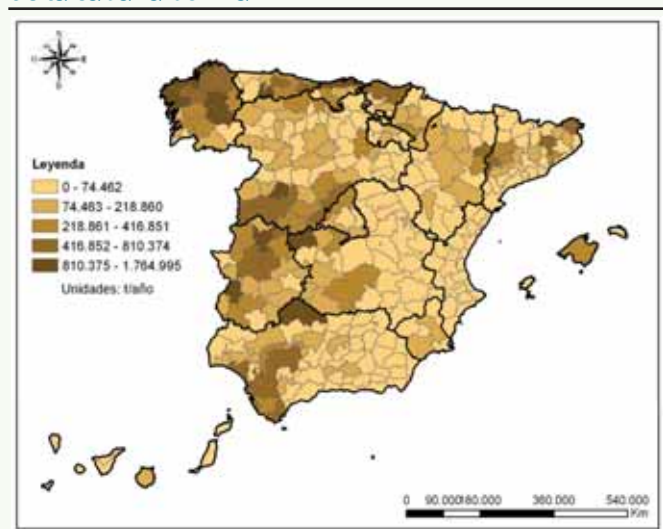 Leyenda
0 - 74.462
74.463 - 218.860
218.861 - 416.851
416.852 - 810.374
810.375 - 1.764.995
Unidades: t/año
0 90.000180.000 360.000 540.000
Km